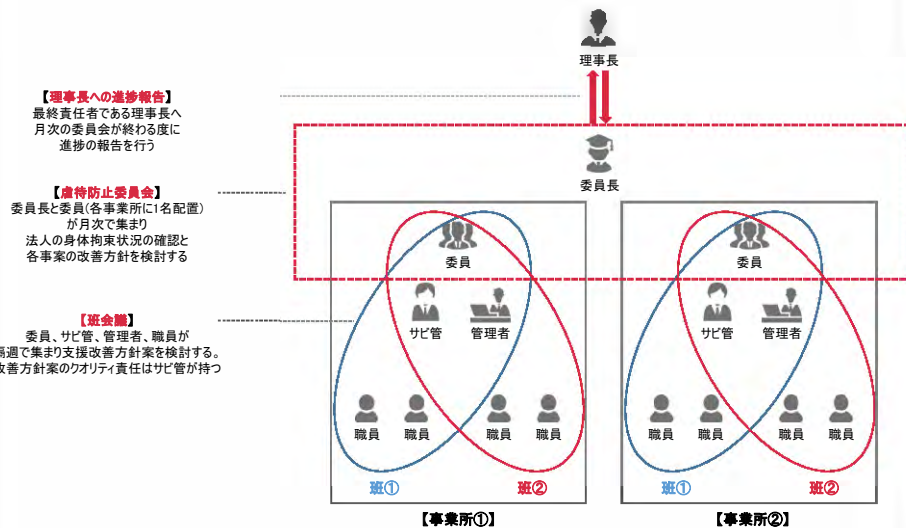 理事長
【理事長への進捗報告】
最終責任者である理事長へ
月次の委員会が終わる度に
進捗の報告を行う
委員長
【虐待防止委員会】
委員長と委員(各事業所に1名配置)
が月次で集まり
法人の身体拘束状況の確認と
各事案の改善方針を検討する
委員
委員
サビ管
管理者
サビ管
管理者
【班会議】
委員、サビ管、管理者、職員が
隔週で集まり支援改善方針案を検討する。
改善方針案のクオリティ責任はサビ管が持つ
職員
職員
職員
職員
職員
職員
職員
職員
班①
班②
班①
班②
【事業所①】
【事業所②】